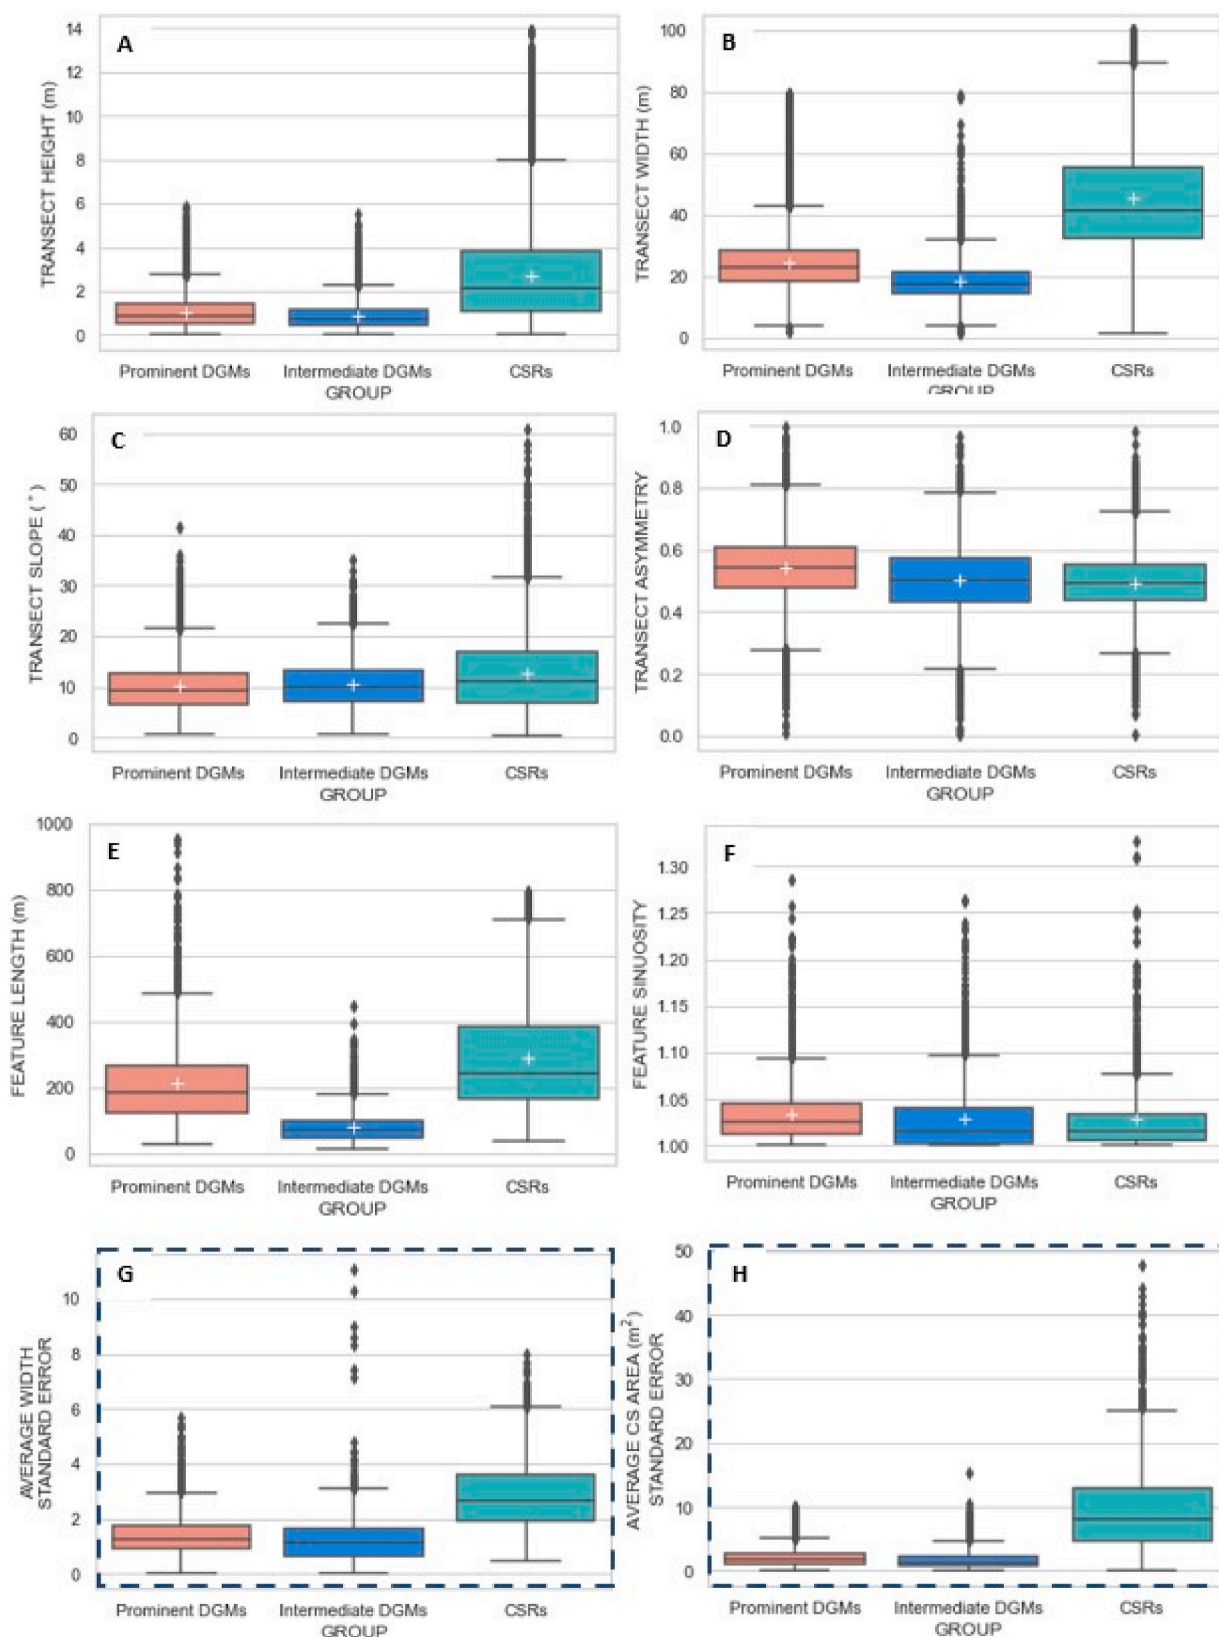 A
TRANSECT HEIGHT (m)
14
12
10
8
6
4
2
0
Prominent DGMs Intermediate DGMs CSRs
GROUP
B
TRANSECT WIDTH (m)
100
80
60
40
20
0
Prominent DGMs Intermediate DGMs CSRs
GROUP
C
TRANSECT SLOPE (°)
60
50
40
30
20
10
0
Prominent DGMs Intermediate DGMs CSRs
GROUP
D
TRANSECT ASYMMETRY
1.0
0.8
0.6
0.4
0.2
0.0
Prominent DGMs Intermediate DGMs CSRs
GROUP
E
FEATURE LENGTH (m)
1000
800
600
400
200
0
Prominent DGMs Intermediate DGMs CSRs
GROUP
F
FEATURE SINUOSITY
1.30
1.25
1.20
1.15
1.10
1.05
1.00
Prominent DGMs Intermediate DGMs CSRs
GROUP
G
AVERAGE WIDTH
STANDARD ERROR
10
8
6
4
2
0
Prominent DGMs Intermediate DGMs CSRs
GROUP
H
AVERAGE CS AREA (m²)
STANDARD ERROR
50
40
30
20
10
0
Prominent DGMs Intermediate DGMs CSRs
GROUP